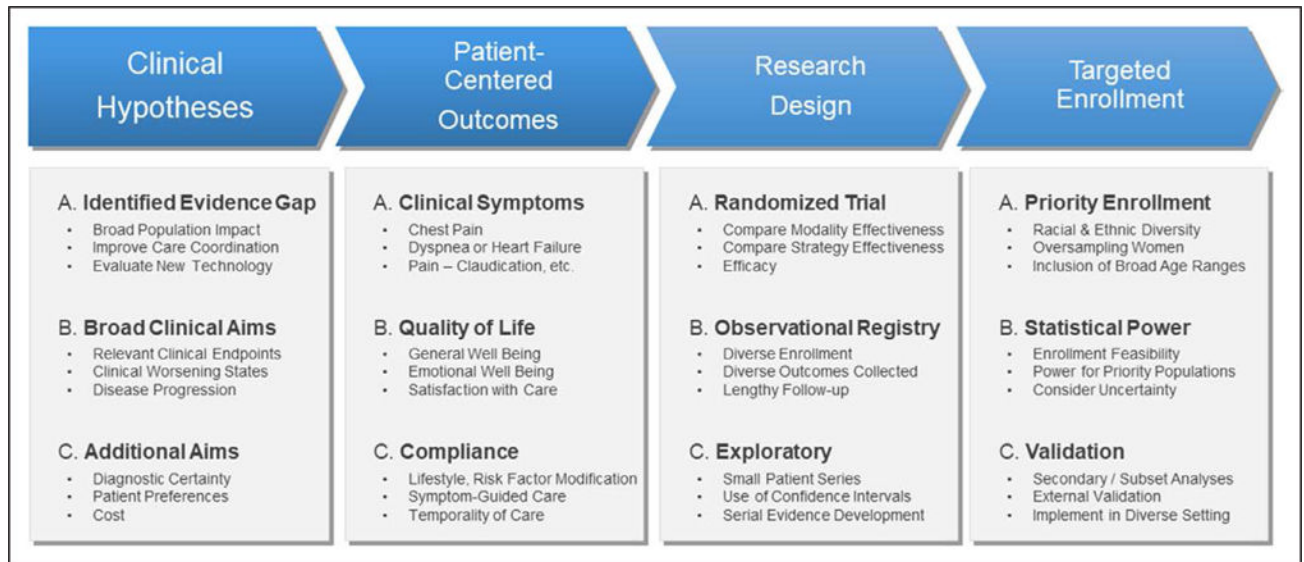 Clinical
Hypotheses
Patient-
Centered
Outcomes
Research
Design
Targeted
Enrollment
A. Identified Evidence Gap
• Broad Population Impact
• Improve Care Coordination
• Evaluate New Technology
B. Broad Clinical Aims
• Relevant Clinical Endpoints
• Clinical Worsening States
• Disease Progression
C. Additional Aims
• Diagnostic Certainty
• Patient Preferences
• Cost
A. Clinical Symptoms
• Chest Pain
• Dyspnea or Heart Failure
• Pain – Claudication, etc.
B. Quality of Life
• General Well Being
• Emotional Well Being
• Satisfaction with Care
C. Compliance
• Lifestyle, Risk Factor Modification
• Symptom-Guided Care
• Temporality of Care
A. Randomized Trial
• Compare Modality Effectiveness
• Compare Strategy Effectiveness
• Efficacy
B. Observational Registry
• Diverse Enrollment
• Diverse Outcomes Collected
• Lengthy Follow-up
C. Exploratory
• Small Patient Series
• Use of Confidence Intervals
• Serial Evidence Development
A. Priority Enrollment
• Racial & Ethnic Diversity
• Oversampling Women
• Inclusion of Broad Age Ranges
B. Statistical Power
• Enrollment Feasibility
• Power for Priority Populations
• Consider Uncertainty
C. Validation
• Secondary / Subset Analyses
• External Validation
• Implement in Diverse Setting